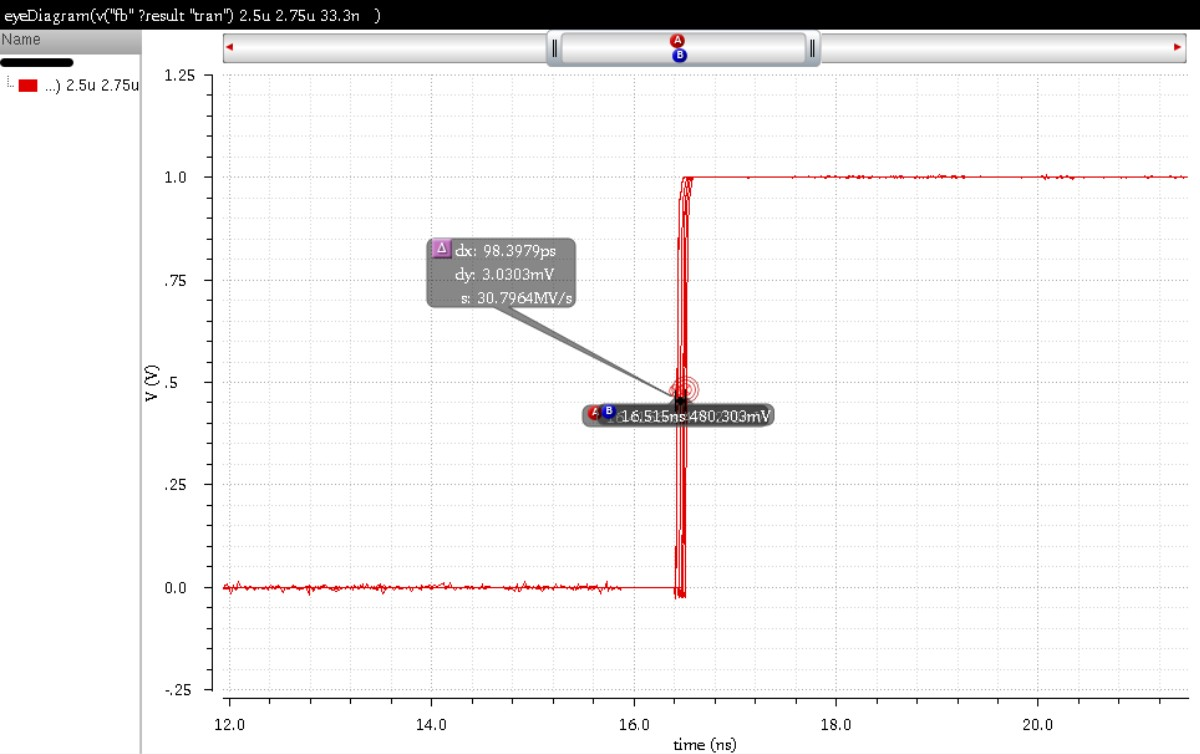 eyeDiagram(v("fb" ?result "tran") 2.5u 2.75u 33.3n )
Name
...) 2.5u 2.75u
A
B
1.25
1.0
.75
.5
.25
0.0
-.25
V (V)
Δ dx: 98.3979ps
dy: 3.0303mV
s: 30.7964MV/s
A B 16.515ns 480.303mV
12.0 14.0 16.0 18.0 20.0
time (ns)